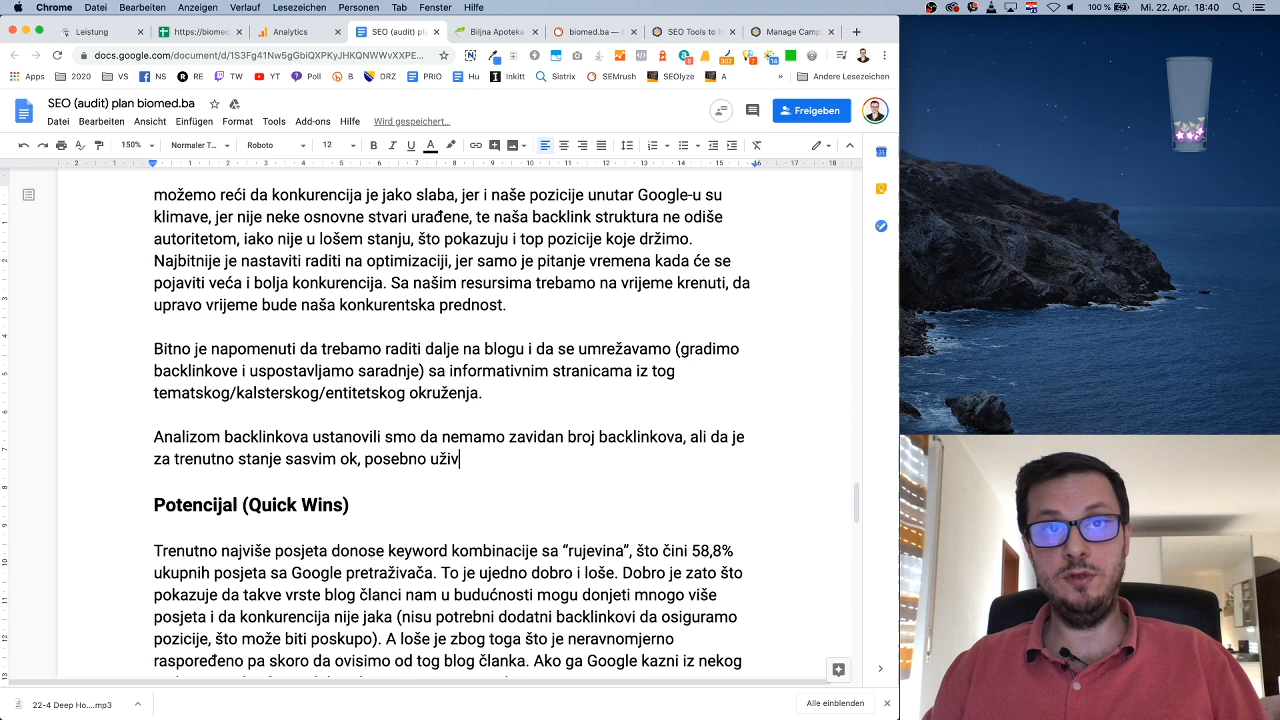 Chrome Datei Bearbeiten Anzeigen Verlauf Lesezeichen Personen Tab Fenster Hilfe
100 % Mi. 22. Apr. 18:40
Leistung
https://biomed
Analytics
SEO (audit) pla
Biljna Apoteka
biomed.ba —
SEO Tools to In
Manage Camp
docs.google.com/document/d/1S3Fg41Nw5gGbiQXPKyJHKQNWWvXXPE...
Apps 2020 VS NS RE TW YT Poll B DRZ PRIO Hu Inkitt Sistrix SEMrush SEOlyze A » Andere Lesezeichen
SEO (audit) plan biomed.ba
Datei Bearbeiten Ansicht Einfügen Format Tools Add-ons Hilfe Wird gespeichert...
Freigeben
150% Normaler T... Roboto 12
možemo reći da konkurencija je jako slaba, jer i naše pozicije unutar Google-u su
klimave, jer nije neke osnovne stvari urađene, te naša backlink struktura ne odiše
autoritetom, iako nije u lošem stanju, što pokazuju i top pozicije koje držimo.
Najbitnije je nastaviti raditi na optimizaciji, jer samo je pitanje vremena kada će se
pojaviti veća i bolja konkurencija. Sa našim resursima trebamo na vrijeme krenuti, da
upravo vrijeme bude naša konkurentska prednost.
Bitno je napomenuti da trebamo raditi dalje na blogu i da se umrežavamo (gradimo
backlinkove i uspostavljamo saradnje) sa informativnim stranicama iz tog
tematskog/kalsterskog/entitetskog okruženja.
Analizom backlinkova ustanovili smo da nemamo zavidan broj backlinkova, ali da je
za trenutno stanje sasvim ok, posebno uživ
Potencijal (Quick Wins)
Trenutno najviše posjeta donose keyword kombinacije sa “rujevina”, što čini 58,8%
ukupnih posjeta sa Google pretraživača. To je ujedno dobro i loše. Dobro je zato što
pokazuje da takve vrste blog članci nam u budućnosti mogu donjeti mnogo više
posjeta i da konkurencija nije jaka (nisu potrebni dodatni backlinkovi da osiguramo
pozicije, što može biti poskupo). A loše je zbog toga što je neravnomjerno
raspoređeno pa skoro da ovisimo od tog blog članka. Ako ga Google kazni iz nekog
22-4 Deep Ho....mp3
Alle einblenden